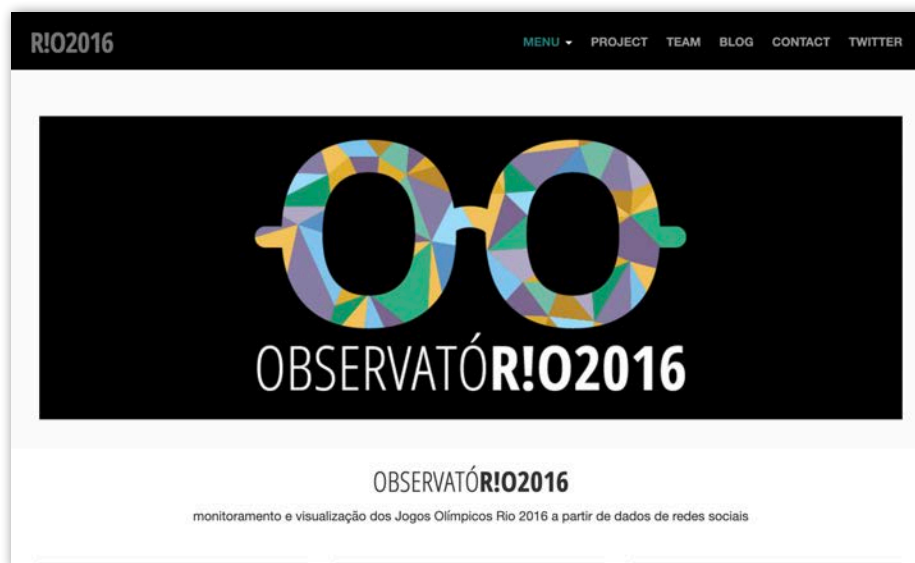 R!O2016
MENU PROJECT TEAM BLOG CONTACT TWITTER
OBSERVATÓR!O2016
OBSERVATÓR!O2016
monitoramento e visualização dos Jogos Olímpicos Rio 2016 a partir de dados de redes sociais